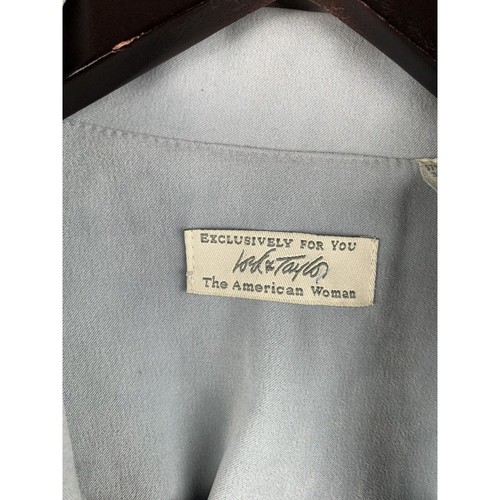 EXCLUSIVELY FOR YOU
Lord & Taylor
The American Woman